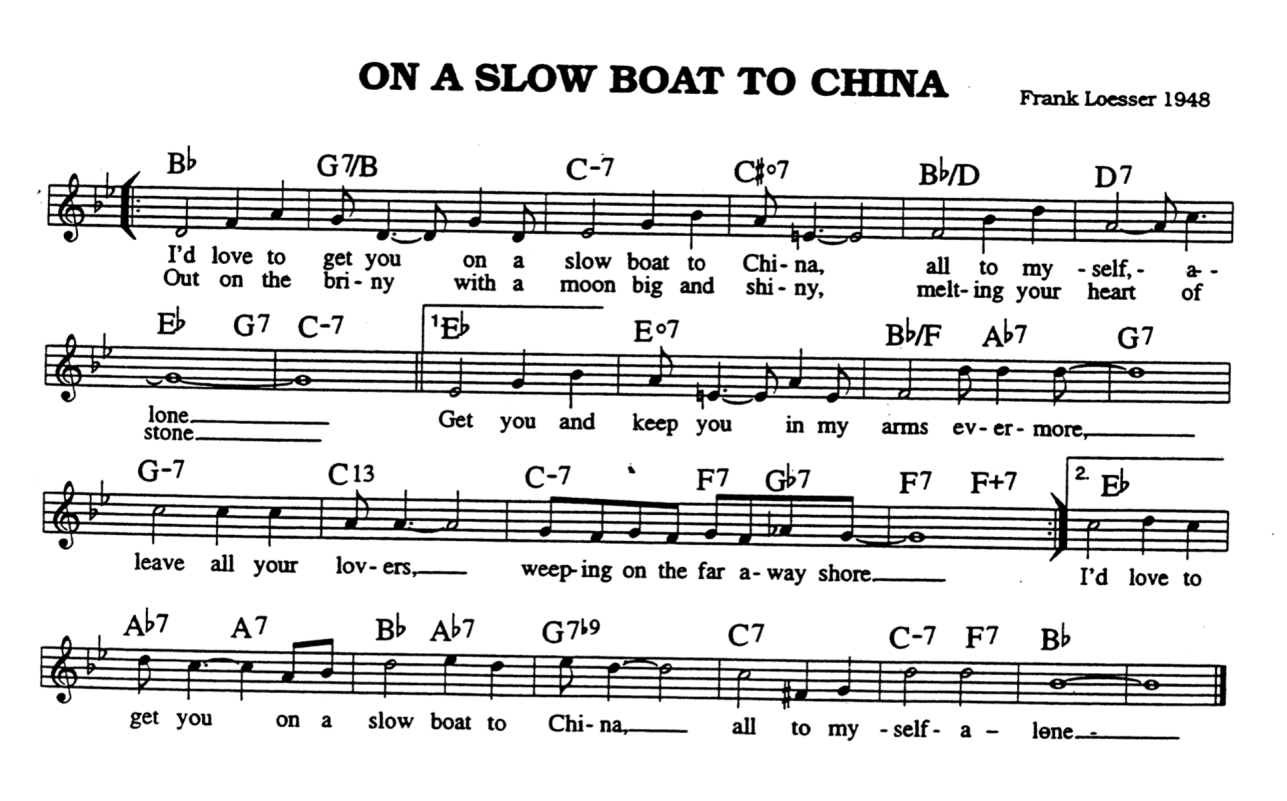 ON A SLOW BOAT TO CHINA
Frank Loesser 1948
B♭ G7/B C-7 C#o7 B♭/D D7
I'd love to get you on a slow boat to Chi-na, all to my -self,- a-
Out on the bri-ny with a moon big and shi-ny, melt-ing your heart of
E♭ G7 C-7 1 E♭ Eo7 B♭/F A♭7 G7
lone Get you and keep you in my arms ev-er-more,
stone
G-7 C13 C-7 F7 G♭7 F7 F+7 2. E♭
leave all your lov-ers, weep-ing on the far a-way shore I'd love to
A♭7 A7 B♭ A♭7 G7♭9 C7 C-7 F7 B♭
get you on a slow boat to Chi-na, all to my -self- a - lone